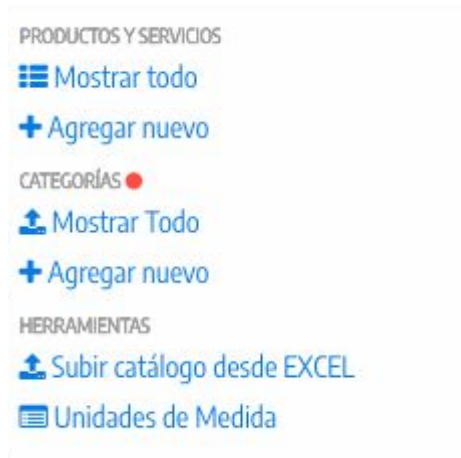 PRODUCTOS Y SERVICIOS
Mostrar todo
Agregar nuevo
CATEGORÍAS
Mostrar Todo
Agregar nuevo
HERRAMIENTAS
Subir catálogo desde EXCEL
Unidades de Medida